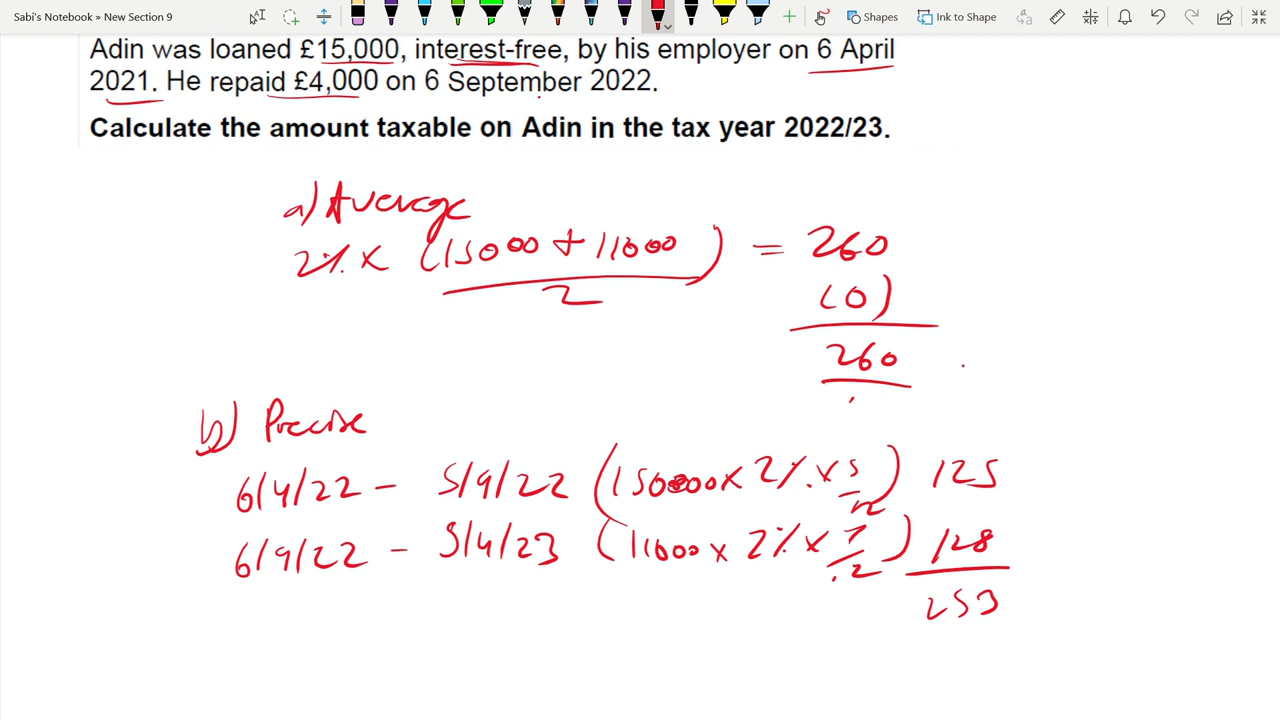 Sabi's Notebook » New Section 9
Shapes Ink to Shape
Adin was loaned £15,000, interest-free, by his employer on 6 April
2021. He repaid £4,000 on 6 September 2022.
Calculate the amount taxable on Adin in the tax year 2022/23.
a) Average
2% x (15000 + 11000) = 260
2
(0)
260
b) Precise
6/4/22 - 5/9/22 (15000 x 2% x 5/12) 125
6/9/22 - 5/4/23 (11000 x 2% x 7/12) 128
253